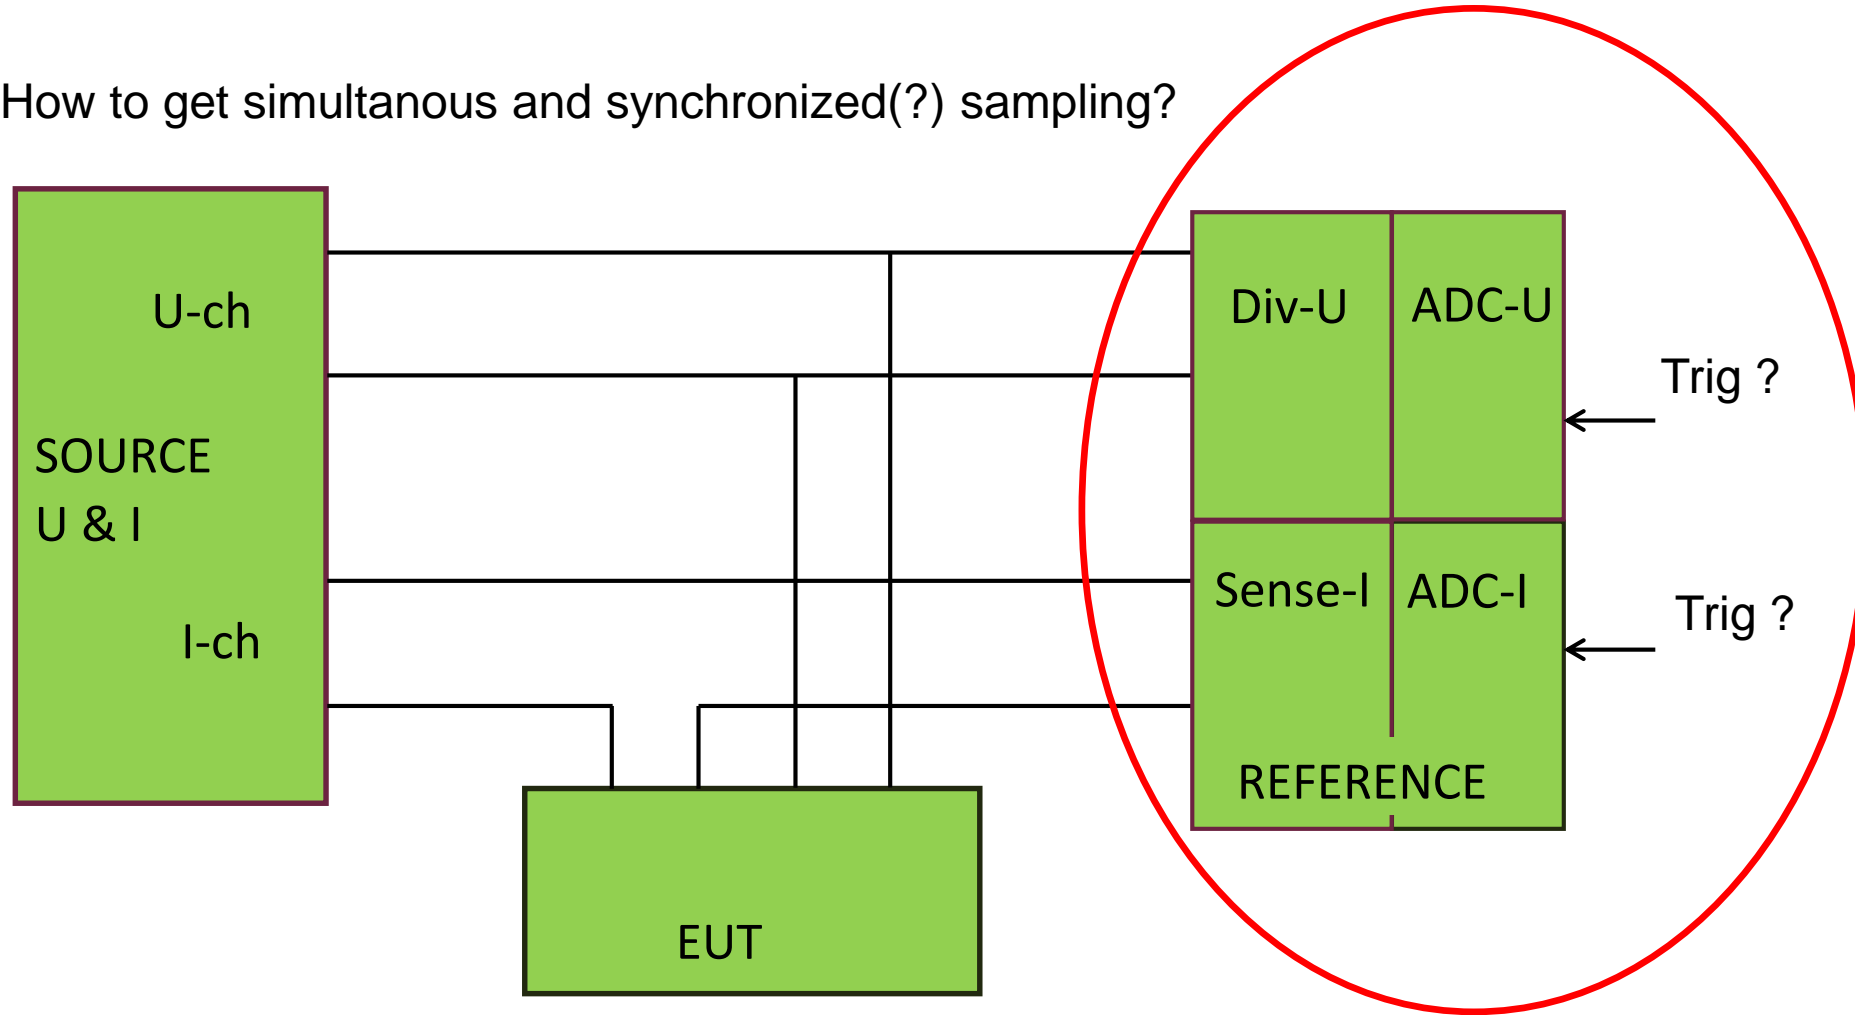 How to get simultanous and synchronized(?) sampling?
U-ch
SOURCE
U & I
I-ch
Div-U
ADC-U
Trig ?
Sense-I
ADC-I
Trig ?
REFERENCE
EUT